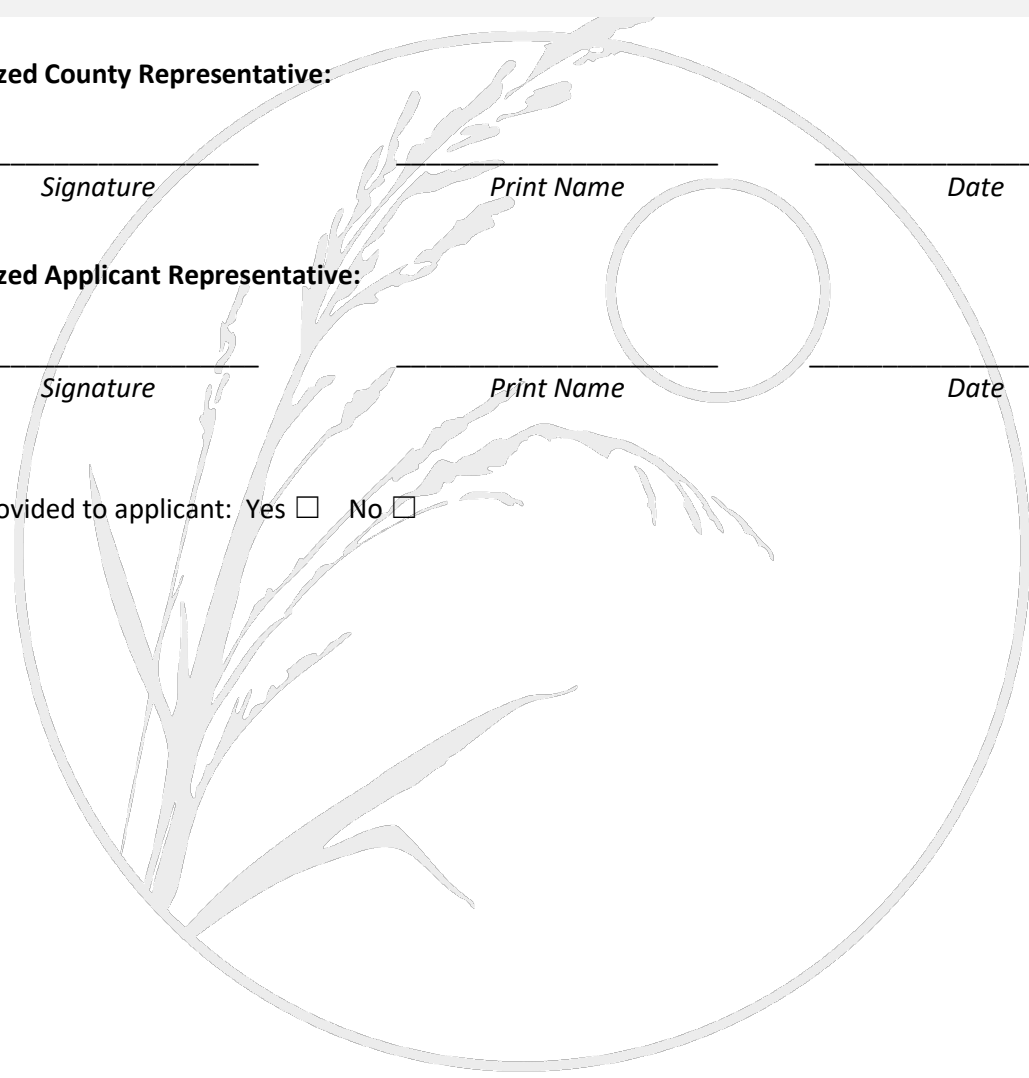 zed County Representative:
Signature Print Name Date
zed Applicant Representative:
Signature Print Name Date
ovided to applicant: Yes ☐ No ☐